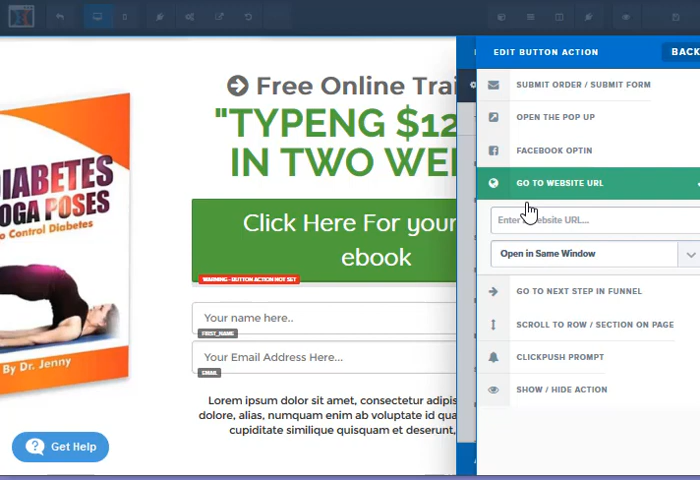 EDIT BUTTON ACTION
BACK
SUBMIT ORDER / SUBMIT FORM
OPEN THE POP UP
FACEBOOK OPTIN
GO TO WEBSITE URL
Enter Website URL...
Open in Same Window
GO TO NEXT STEP IN FUNNEL
SCROLL TO ROW / SECTION ON PAGE
CLICKPUSH PROMPT
SHOW / HIDE ACTION
Free Online Trai
"TYPENG $12
IN TWO WE
Click Here For your
ebook
WARNING - BUTTON ACTION NOT SET
Your name here..
FIRST_NAME
Your Email Address Here...
EMAIL
Lorem ipsum dolor sit amet, consectetur adipis
dolore, alias, numquam enim ab voluptate id qua
cupiditate similique quisquam et deserunt,
DIABETES
YOGA POSES
o Control Diabetes
By Dr. Jenny
Get Help